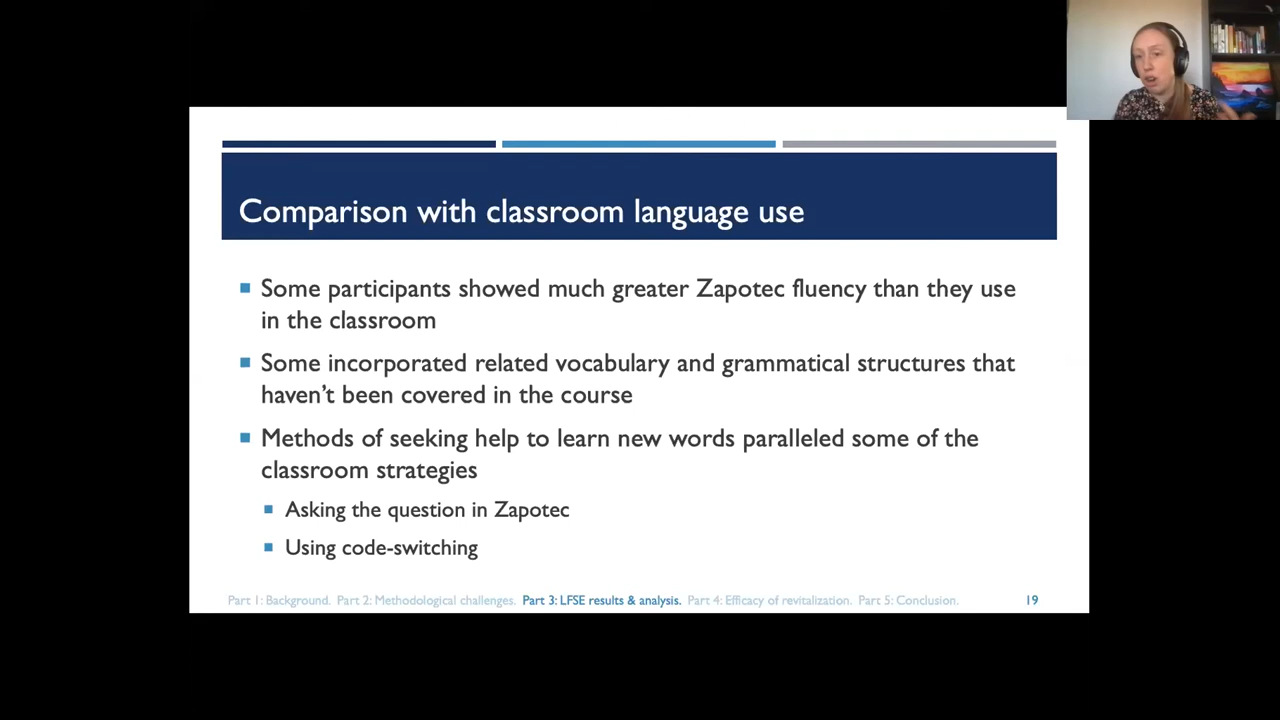 Comparison with classroom language use
Some participants showed much greater Zapotec fluency than they use
in the classroom
Some incorporated related vocabulary and grammatical structures that
haven't been covered in the course
Methods of seeking help to learn new words paralleled some of the
classroom strategies
Asking the question in Zapotec
Using code-switching
Part 1: Background. Part 2: Methodological challenges. Part 3: LFSE results & analysis. Part 4: Efficacy of revitalization. Part 5: Conclusion. 19